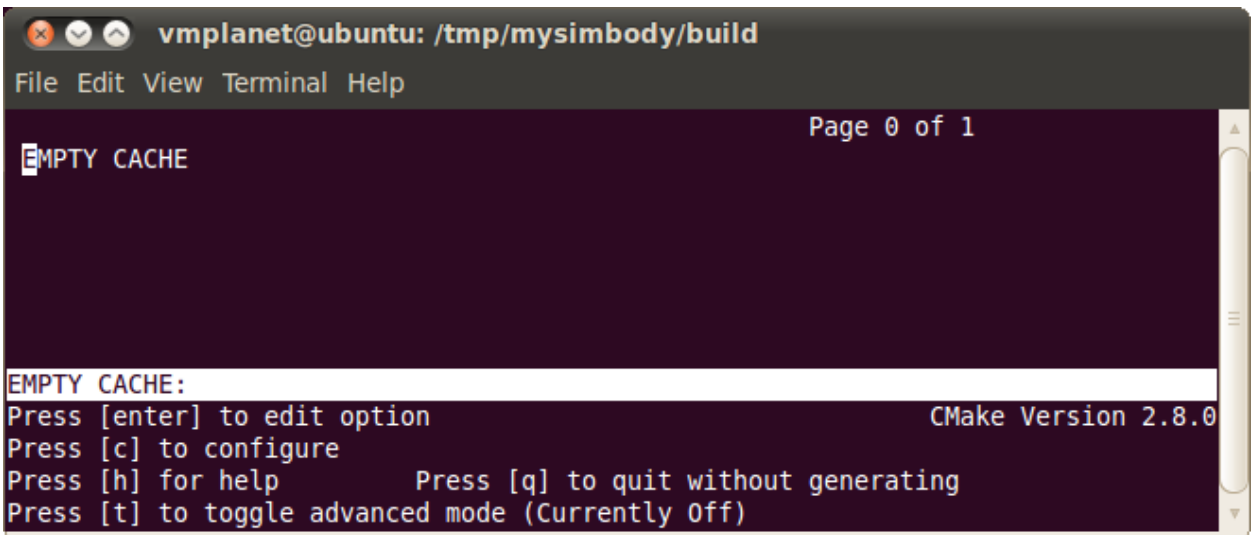 vmplanet@ubuntu: /tmp/mysimbody/build
File Edit View Terminal Help
Page 0 of 1
EMPTY CACHE
EMPTY CACHE:
Press [enter] to edit option CMake Version 2.8.0
Press [c] to configure
Press [h] for help Press [q] to quit without generating
Press [t] to toggle advanced mode (Currently Off)